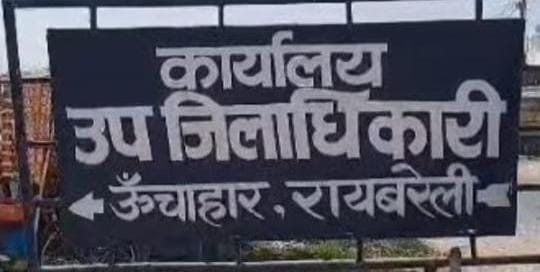 कार्यालय
उप जिलाधिकारी
ऊँचाहार, रायबरेली